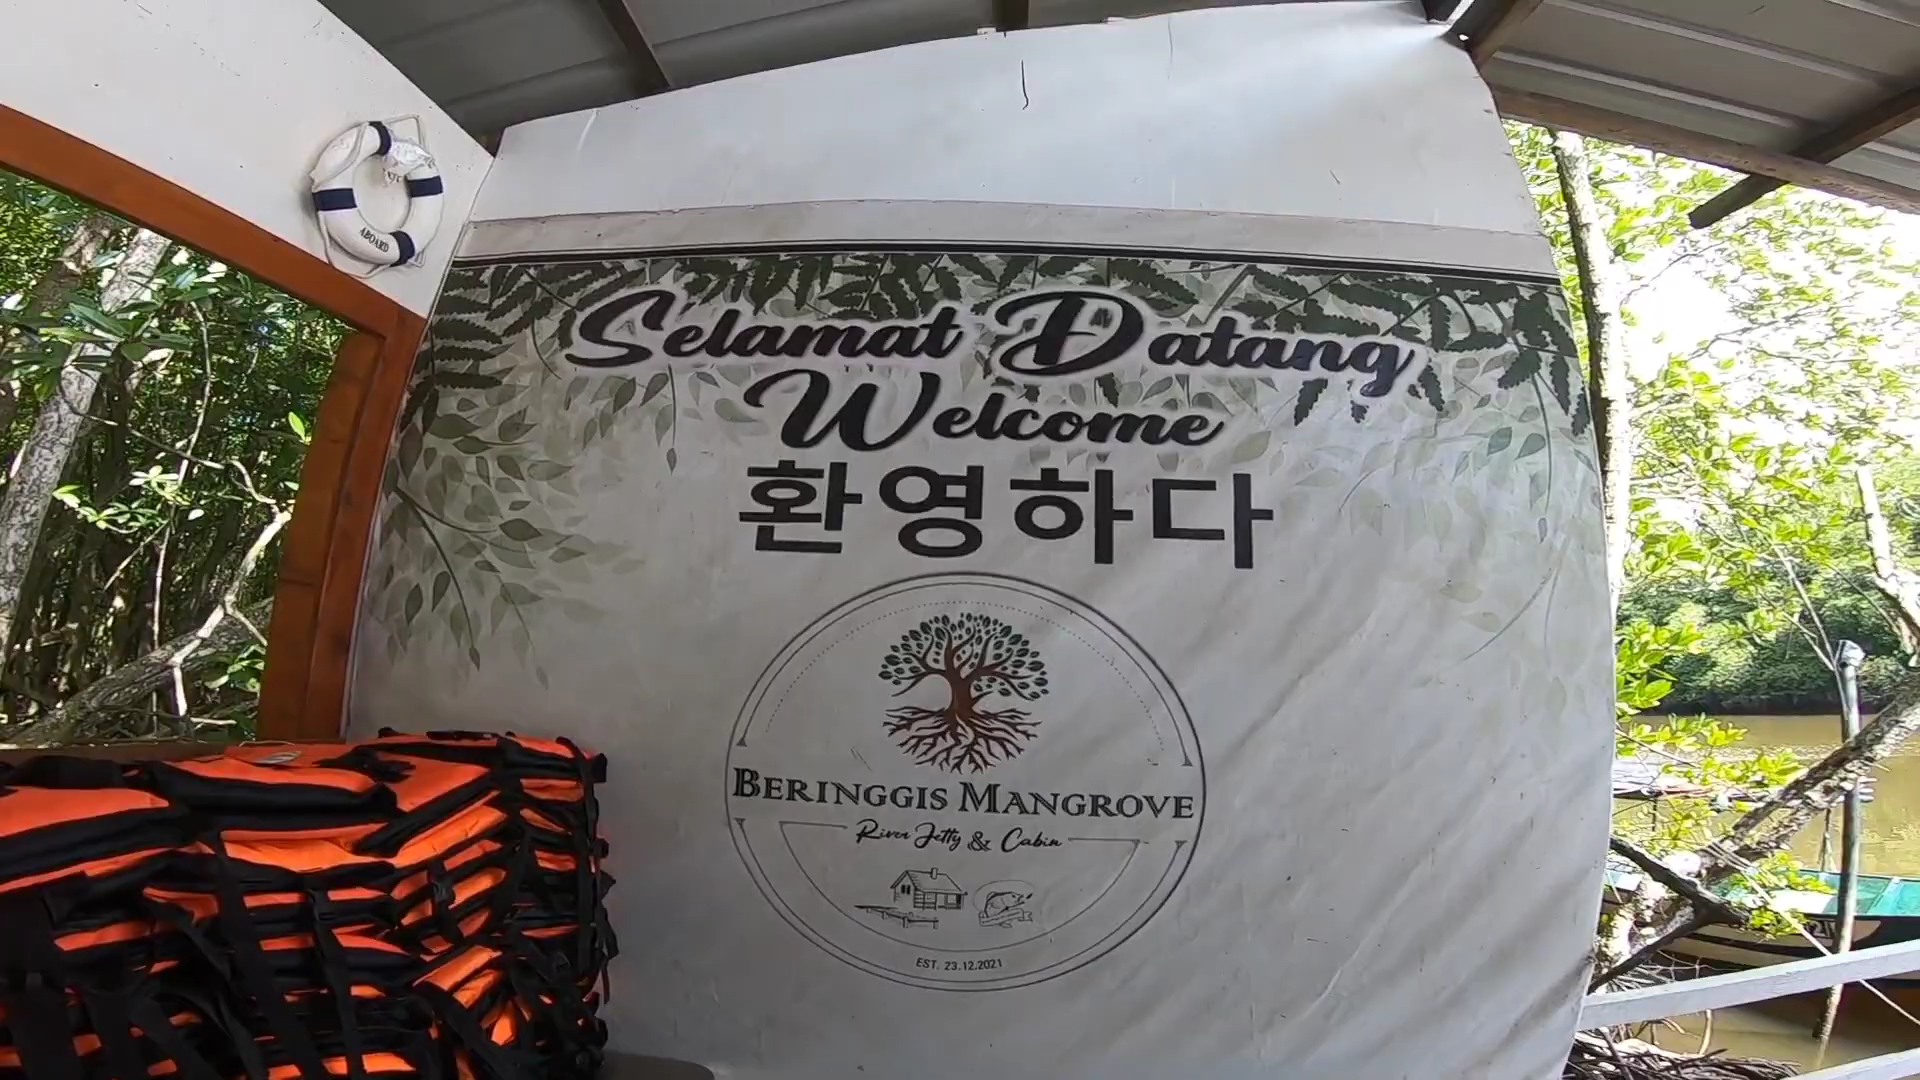 ABOARD
Selamat Datang
Welcome
환영하다
BERINGGIS MANGROVE
River Jetty & Cabin
EST. 23.12.2021